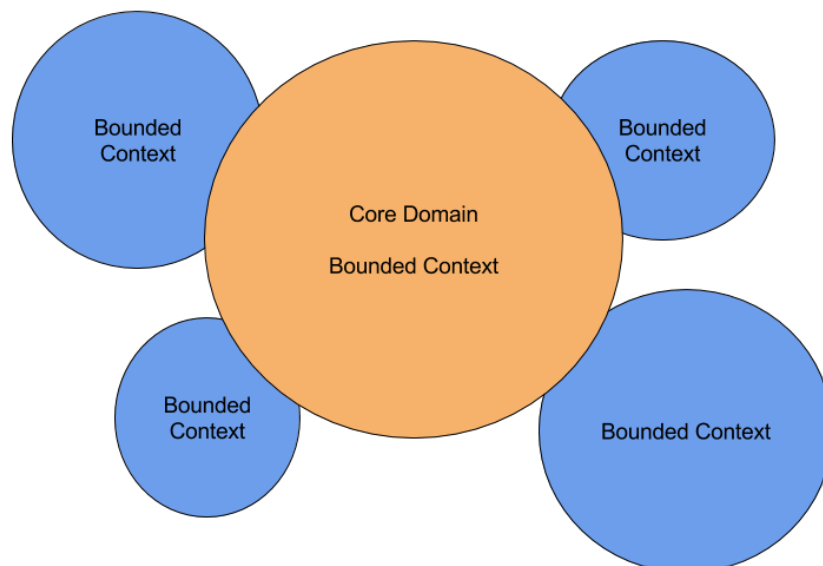 Bounded
Context
Bounded
Context
Core Domain
Bounded Context
Bounded
Context
Bounded Context